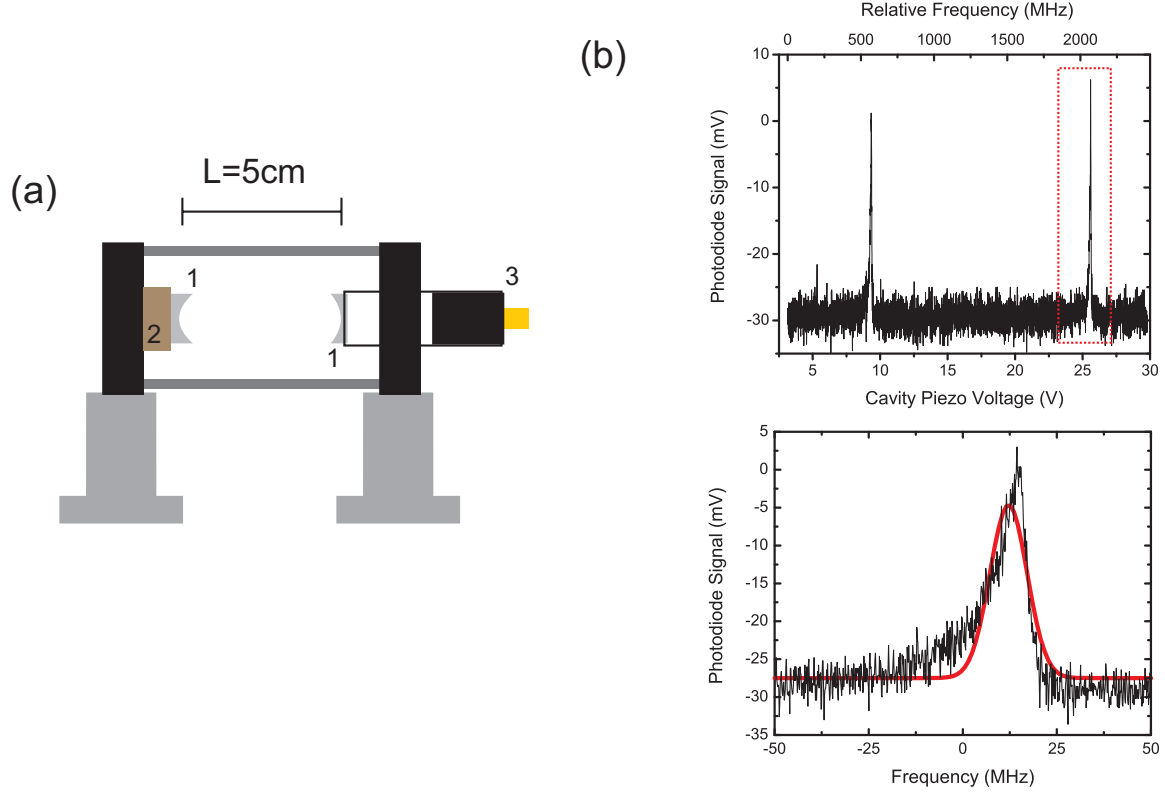 (a)
L=5cm
1
2
1
3
(b)
Relative Frequency (MHz)
0 500 1000 1500 2000
10
0
-10
-20
-30
Photodiode Signal (mV)
5 10 15 20 25 30
Cavity Piezo Voltage (V)
5
0
-5
-10
-15
-20
-25
-30
-35
Photodiode Signal (mV)
-50 -25 0 25 50
Frequency (MHz)